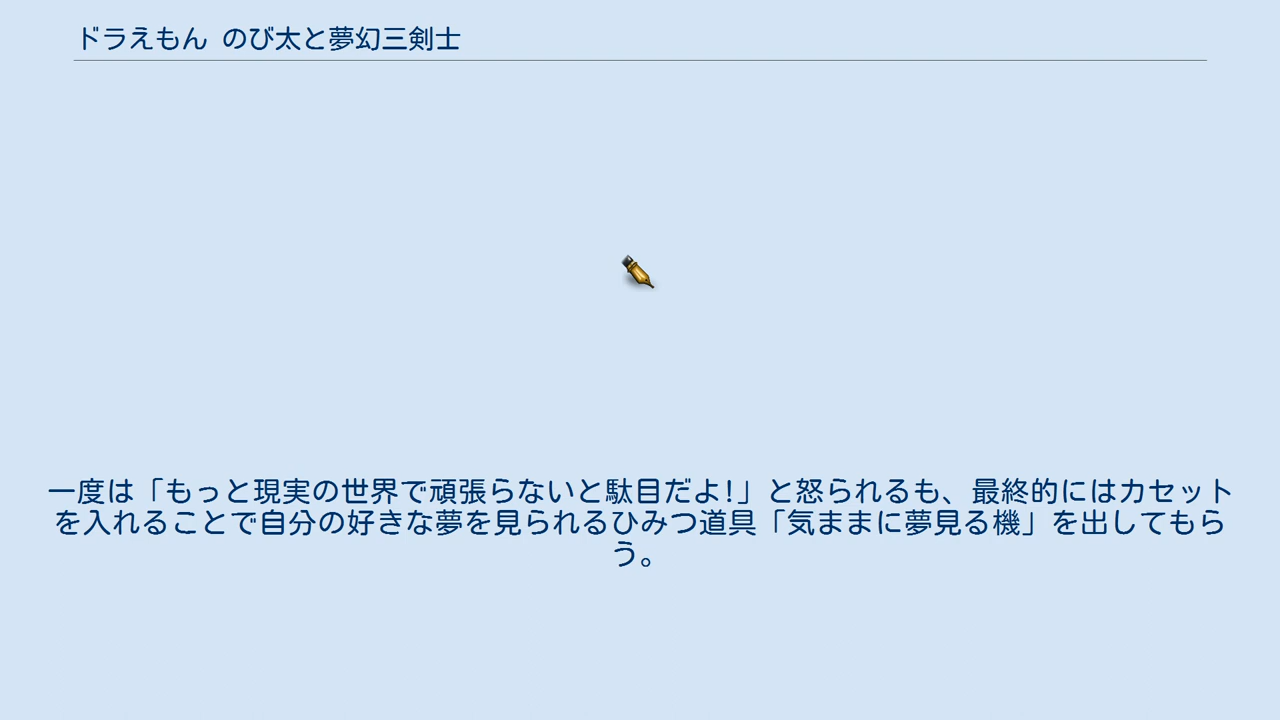 ドラえもん のび太と夢幻三剣士
一度は「もっと現実の世界で頑張らないと駄目だよ!」と怒られるも、最終的にはカセット
を入れることで自分の好きな夢を見られるひみつ道具「気ままに夢見る機」を出してもら
う。